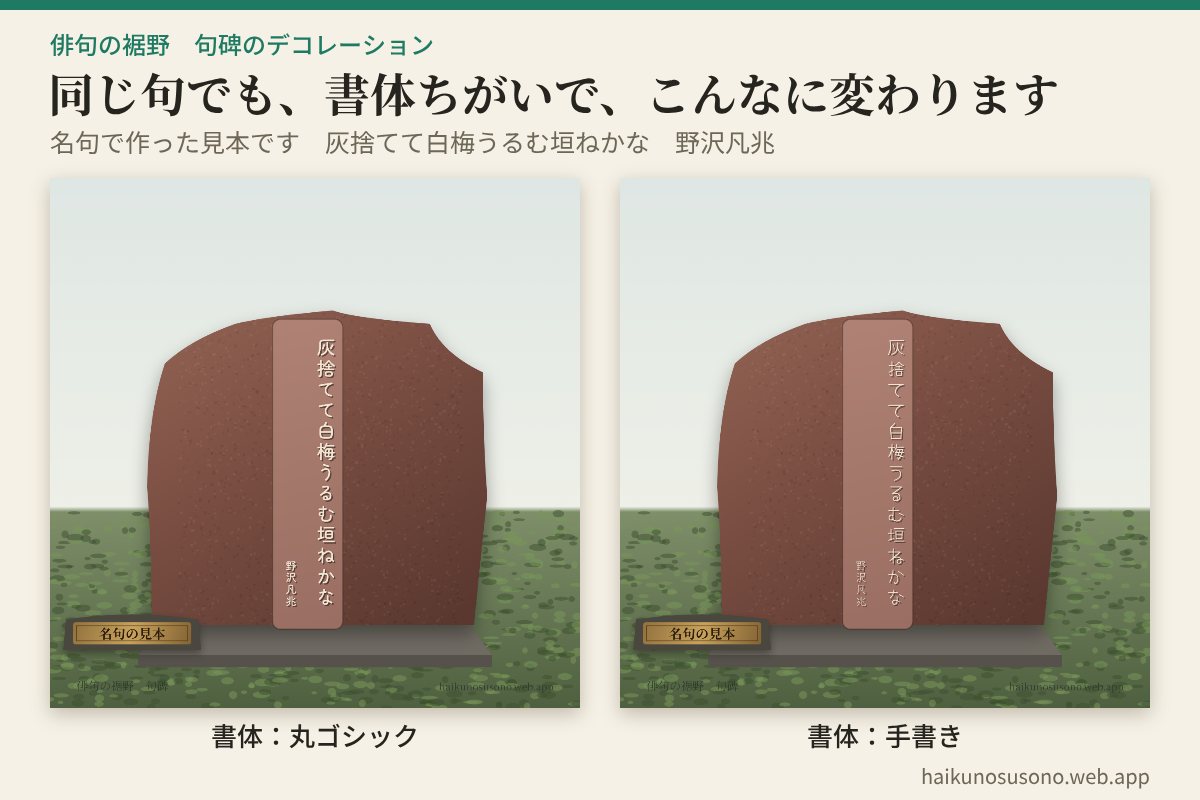 俳句の裾野　句碑のデコレーション
同じ句でも、書体ちがいで、こんなに変わります
名句で作った見本です　灰捨てて白梅うるむ垣ねかな　野沢凡兆
灰捨てて白梅うるむ垣ねかな
野沢凡兆
名句の見本
俳句の裾野　句碑
haikunosusono.web.app
書体：丸ゴシック
灰捨てて白梅うるむ垣ねかな
野沢凡兆
名句の見本
俳句の裾野　句碑
haikunosusono.web.app
書体：手書き
haikunosusono.web.app